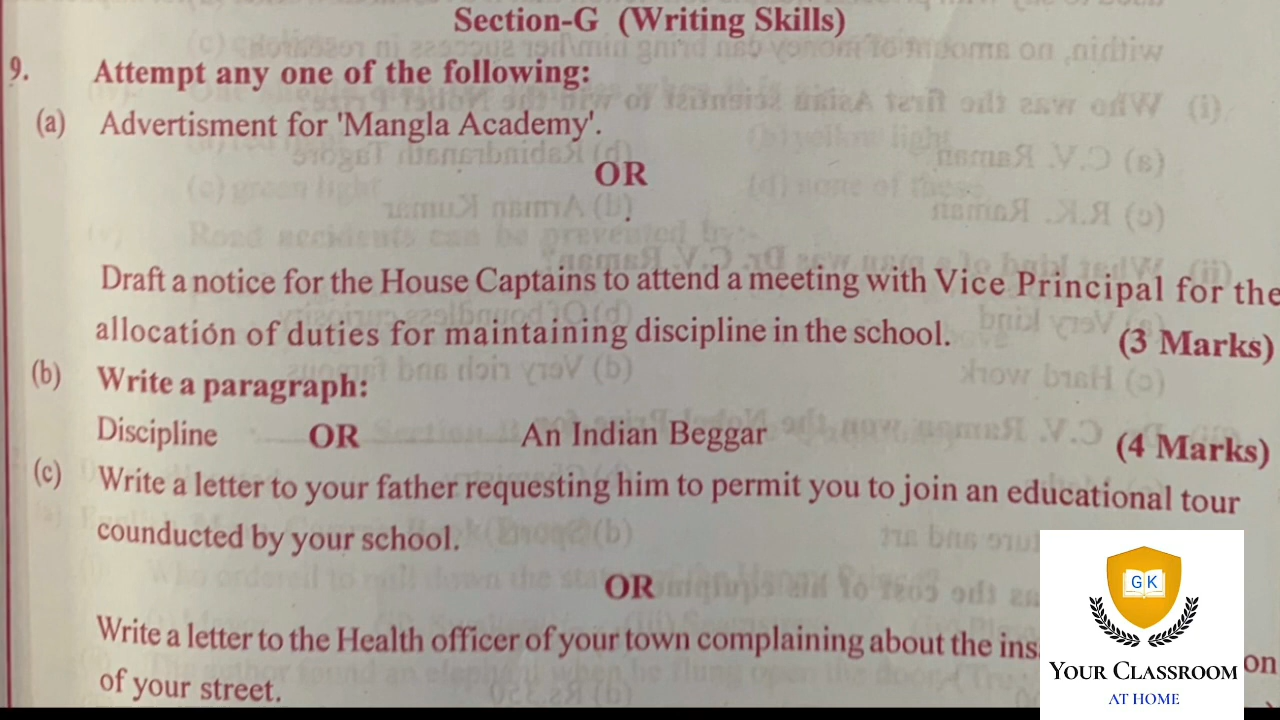 Section-G (Writing Skills)
9. Attempt any one of the following:
(a) Advertisment for 'Mangla Academy'.
OR
Draft a notice for the House Captains to attend a meeting with Vice Principal for the
allocation of duties for maintaining discipline in the school. (3 Marks)
(b) Write a paragraph:
Discipline OR An Indian Beggar (4 Marks)
(c) Write a letter to your father requesting him to permit you to join an educational tour
counducted by your school.
OR
Write a letter to the Health officer of your town complaining about the
of your street.
GK
YOUR CLASSROOM
AT HOME